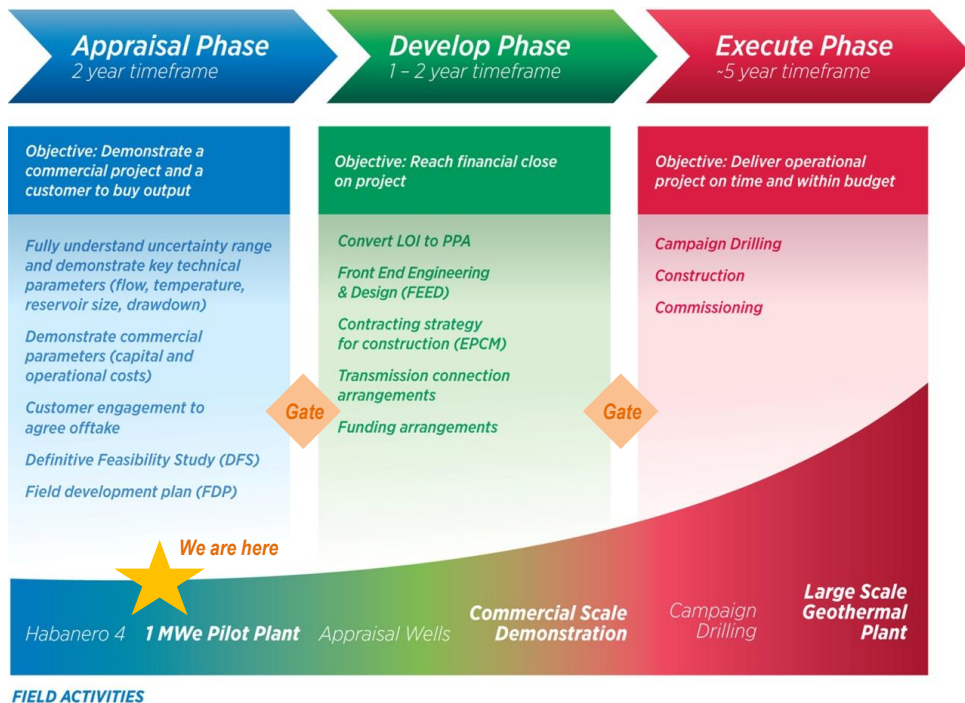 Appraisal Phase
2 year timeframe
Develop Phase
1 – 2 year timeframe
Execute Phase
~5 year timeframe
Objective: Demonstrate a
commercial project and a
customer to buy output
Fully understand uncertainty range
and demonstrate key technical
parameters (flow, temperature,
reservoir size, drawdown)
Demonstrate commercial
parameters (capital and
operational costs)
Customer engagement to
agree offtake
Definitive Feasibility Study (DFS)
Field development plan (FDP)
Gate
Objective: Reach financial close
on project
Convert LOI to PPA
Front End Engineering
& Design (FEED)
Contracting strategy
for construction (EPCM)
Transmission connection
arrangements
Funding arrangements
Gate
Objective: Deliver operational
project on time and within budget
Campaign Drilling
Construction
Commissioning
We are here
Habanero 4
1 MWe Pilot Plant
Appraisal Wells
Commercial Scale
Demonstration
Campaign
Drilling
Large Scale
Geothermal
Plant
FIELD ACTIVITIES